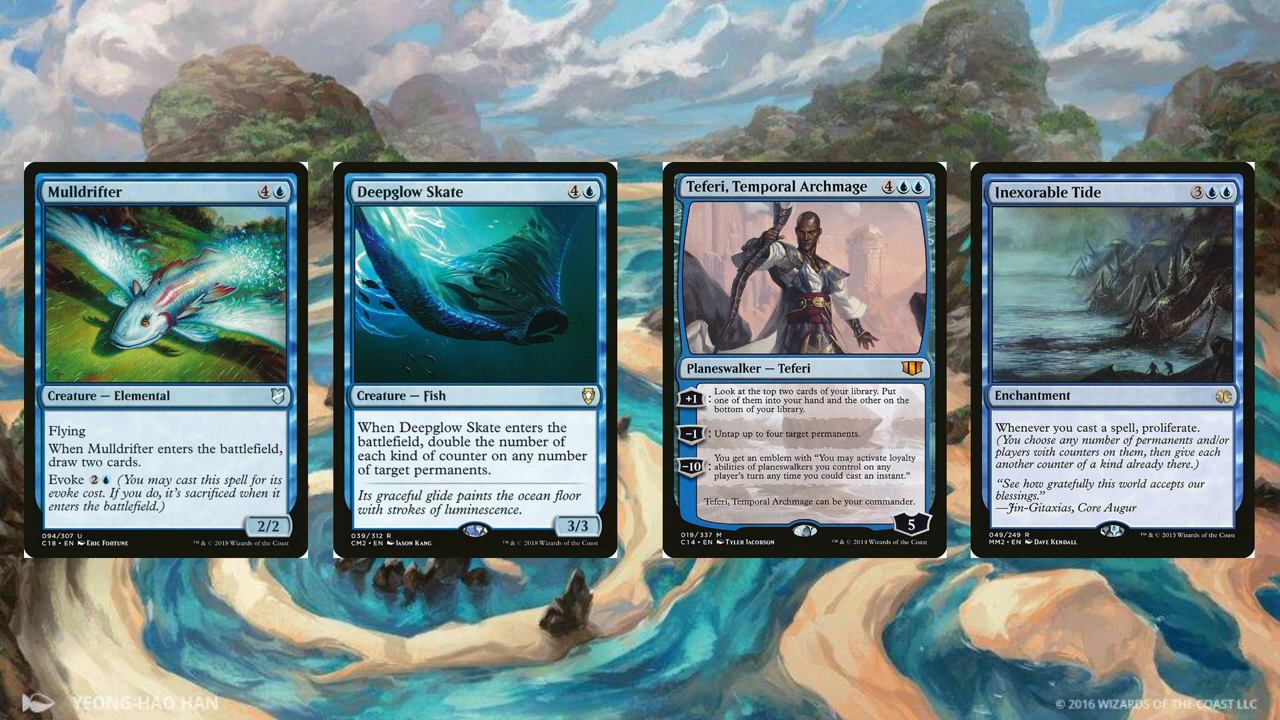 Mulldrifter 4
Creature — Elemental
Flying
When Mulldrifter enters the battlefield,
draw two cards.
Evoke 2 (You may cast this spell for its
evoke cost. If you do, it's sacrificed when it
enters the battlefield.)
2/2
094/307 U
C18 • EN ERIC FORTUNE
™ & © 2018 Wizards of the Coast
Deepglow Skate 4
Creature — Fish
When Deepglow Skate enters the
battlefield, double the number of
each kind of counter on any number
of target permanents.
Its graceful glide paints the ocean floor
with strokes of luminescence.
3/3
039/312 R
CM2 • EN JASON KANG
™ & © 2018 Wizards of the Coast
Teferi, Temporal Archmage 4
Planeswalker — Teferi
+1 : Look at the top two cards of your library. Put
one of them into your hand and the other on the
bottom of your library.
−1 : Untap up to four target permanents.
−10 : You get an emblem with “You may activate loyalty
abilities of planeswalkers you control on any
player's turn any time you could cast an instant.”
Teferi, Temporal Archmage can be your commander.
5
019/337 M
C14 • EN TYLER JACOBSON
™ & © 2014 Wizards of the Coast
Inexorable Tide 3
Enchantment
Whenever you cast a spell, proliferate.
(You choose any number of permanents and/or
players with counters on them, then give each
another counter of a kind already there.)
“See how gratefully this world accepts our
blessings.”
—Jin-Gitaxias, Core Augur
049/249 R
MM2 • EN DAVE KENDALL
™ & © 2015 Wizards of the Coast
YEONG-HAO HAN
© 2016 WIZARDS OF THE COAST LLC